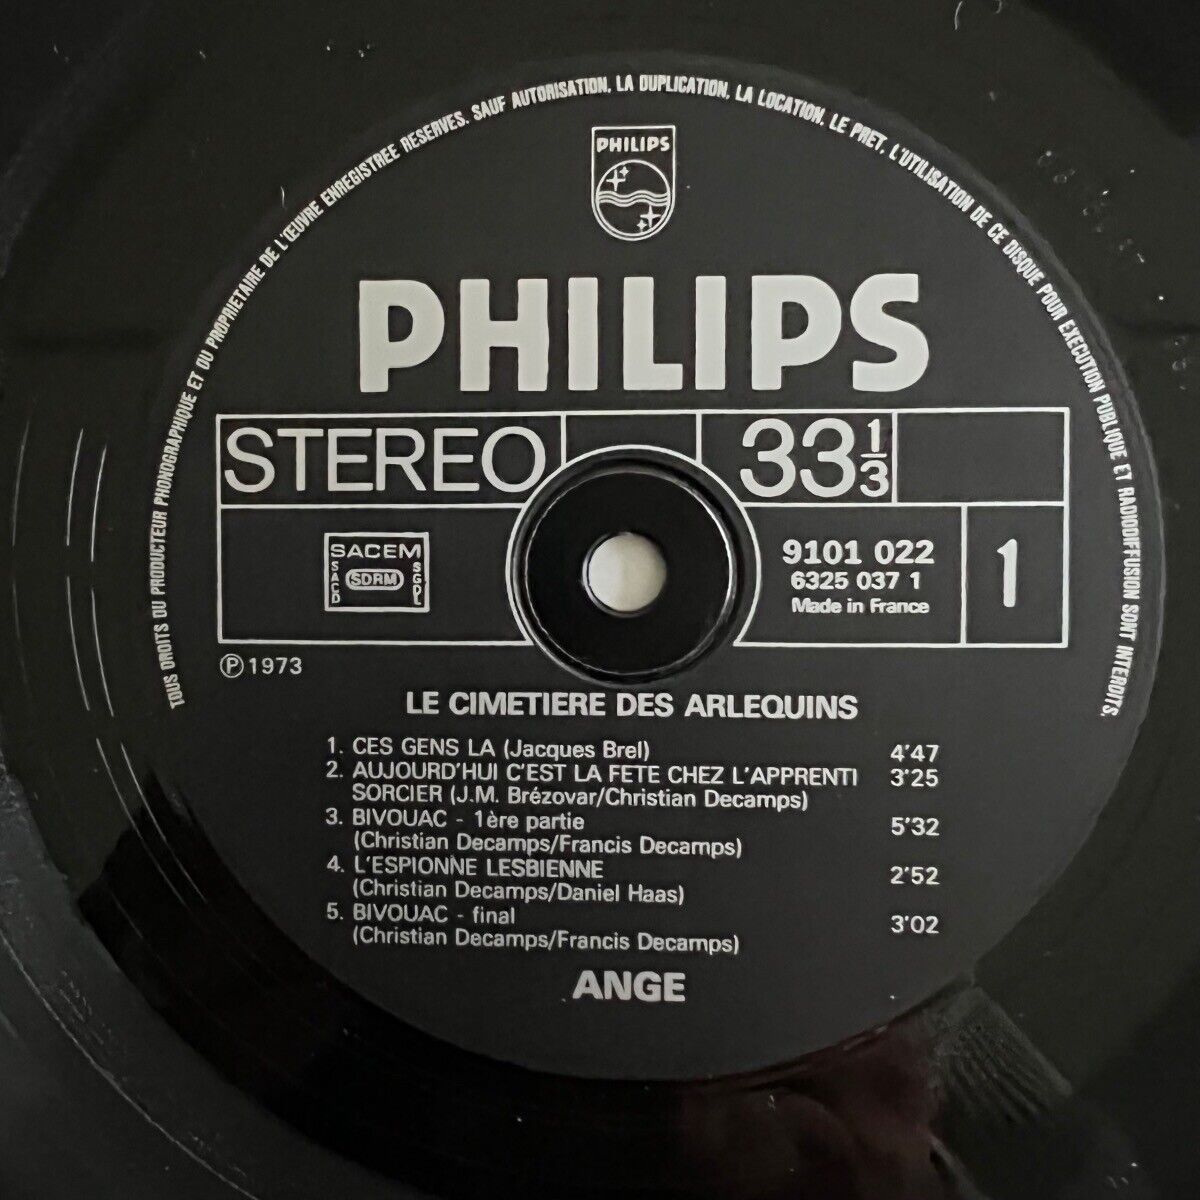 TOUS DROITS DU PRODUCTEUR PHONOGRAPHIQUE ET DU PROPRIETAIRE DE L'ŒUVRE ENREGISTREE RESERVES. SAUF AUTORISATION, LA DUPLICATION, LA LOCATION, LE PRET, L'UTILISATION DE CE DISQUE POUR EXECUTION PUBLIQUE ET RADIODIFFUSION SONT INTERDITS.
PHILIPS
PHILIPS
STEREO
33 1/3
SACEM
SACD
SDRM
SGDL
9101 022
6325 037 1
Made in France
1
Ⓟ 1973
LE CIMETIERE DES ARLEQUINS
1. CES GENS LA (Jacques Brel) 4'47
2. AUJOURD'HUI C'EST LA FETE CHEZ L'APPRENTI 3'25
SORCIER (J.M. Brézovar/Christian Decamps)
3. BIVOUAC - 1ère partie 5'32
(Christian Decamps/Francis Decamps)
4. L'ESPIONNE LESBIENNE 2'52
(Christian Decamps/Daniel Haas)
5. BIVOUAC - final 3'02
(Christian Decamps/Francis Decamps)
ANGE